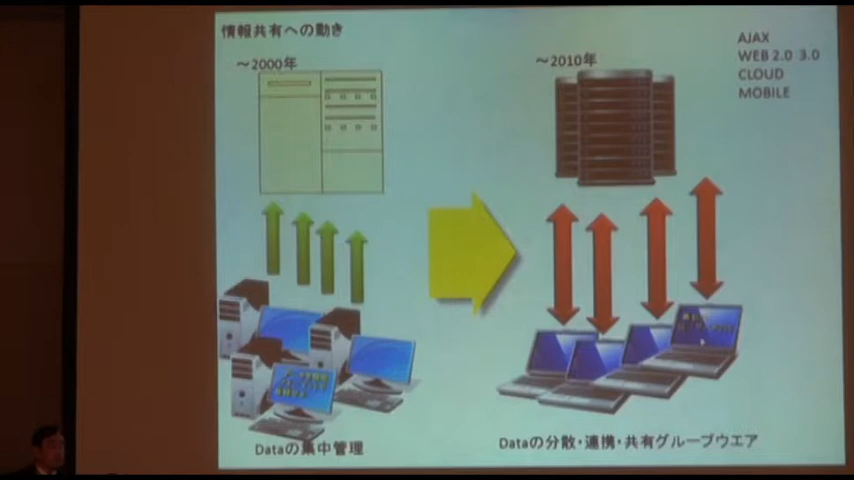 情報共有への動き
～2000年
～2010年
AJAX
WEB 2.0 3.0
CLOUD
MOBILE
Dataの集中管理
Dataの分散・連携・共有グループウエア